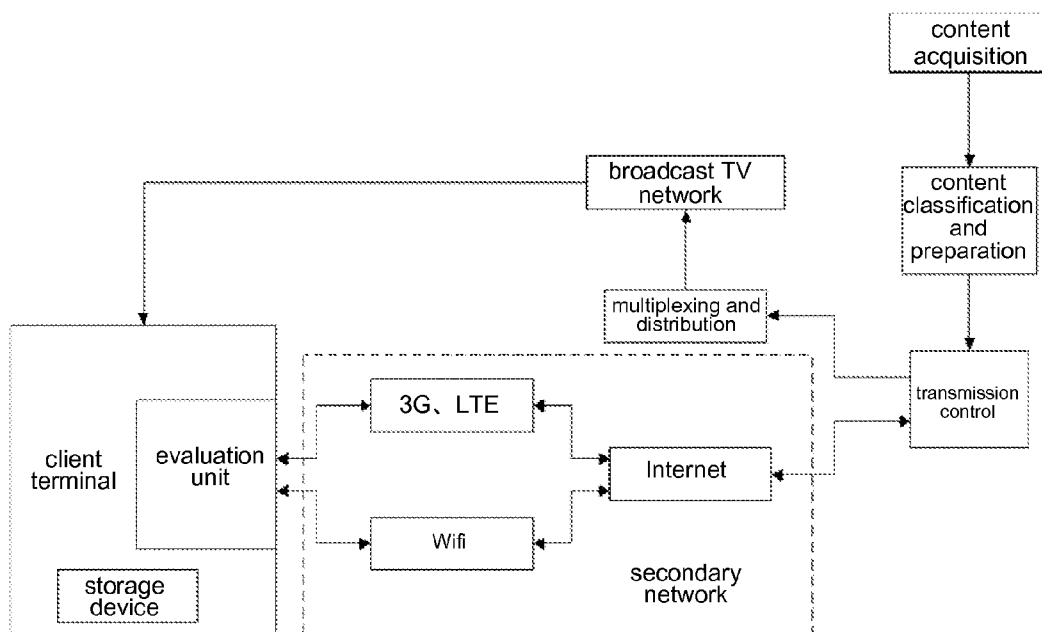 content
acquisition
broadcast TV
network
content
classification
and
preparation
multiplexing and
distribution
transmission
control
3G、LTE
client
terminal
evaluation
unit
Internet
Wifi
storage
device
secondary
network